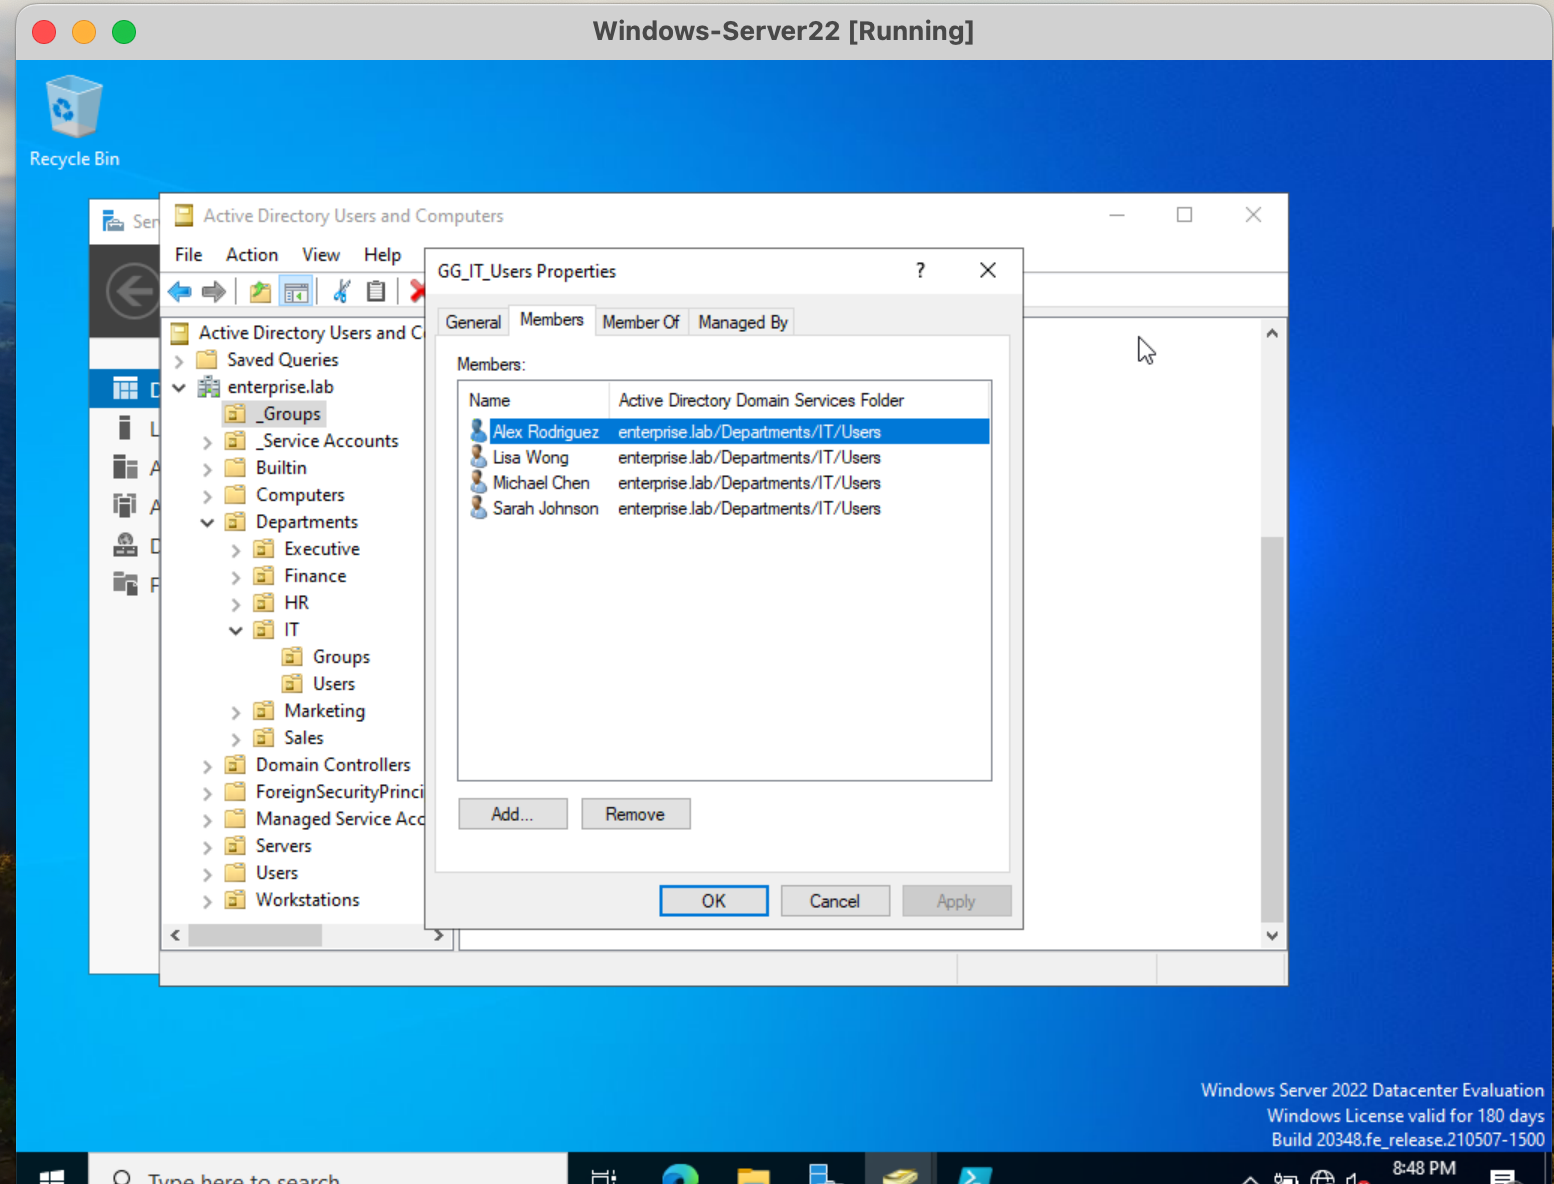 Windows-Server22 [Running]
Recycle Bin
Ser
Active Directory Users and Computers
File Action View Help
GG_IT_Users Properties
?
General Members Member Of Managed By
Active Directory Users and C
Saved Queries
enterprise.lab
_Groups
_Service Accounts
Builtin
Computers
Departments
Executive
Finance
HR
IT
Groups
Users
Marketing
Sales
Domain Controllers
ForeignSecurityPrinci
Managed Service Acc
Servers
Users
Workstations
Members:
Name Active Directory Domain Services Folder
Alex Rodriguez enterprise.lab/Departments/IT/Users
Lisa Wong enterprise.lab/Departments/IT/Users
Michael Chen enterprise.lab/Departments/IT/Users
Sarah Johnson enterprise.lab/Departments/IT/Users
Add... Remove
OK Cancel Apply
Windows Server 2022 Datacenter Evaluation
Windows License valid for 180 days
Build 20348.fe_release.210507-1500
Type here to search
8:48 PM